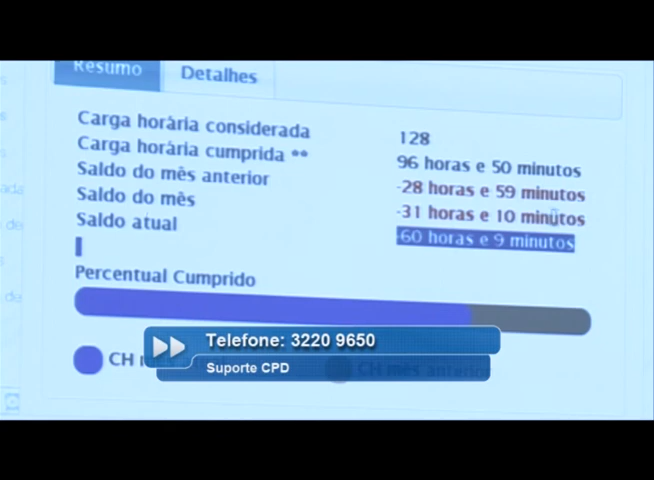 Resumo Detalhes
Carga horária considerada 128
Carga horária cumprida ** 96 horas e 50 minutos
Saldo do mês anterior -28 horas e 59 minutos
Saldo do mês -31 horas e 10 minutos
Saldo atual -60 horas e 9 minutos
Percentual Cumprido
Telefone: 3220 9650
CH CH mês anterior
Suporte CPD